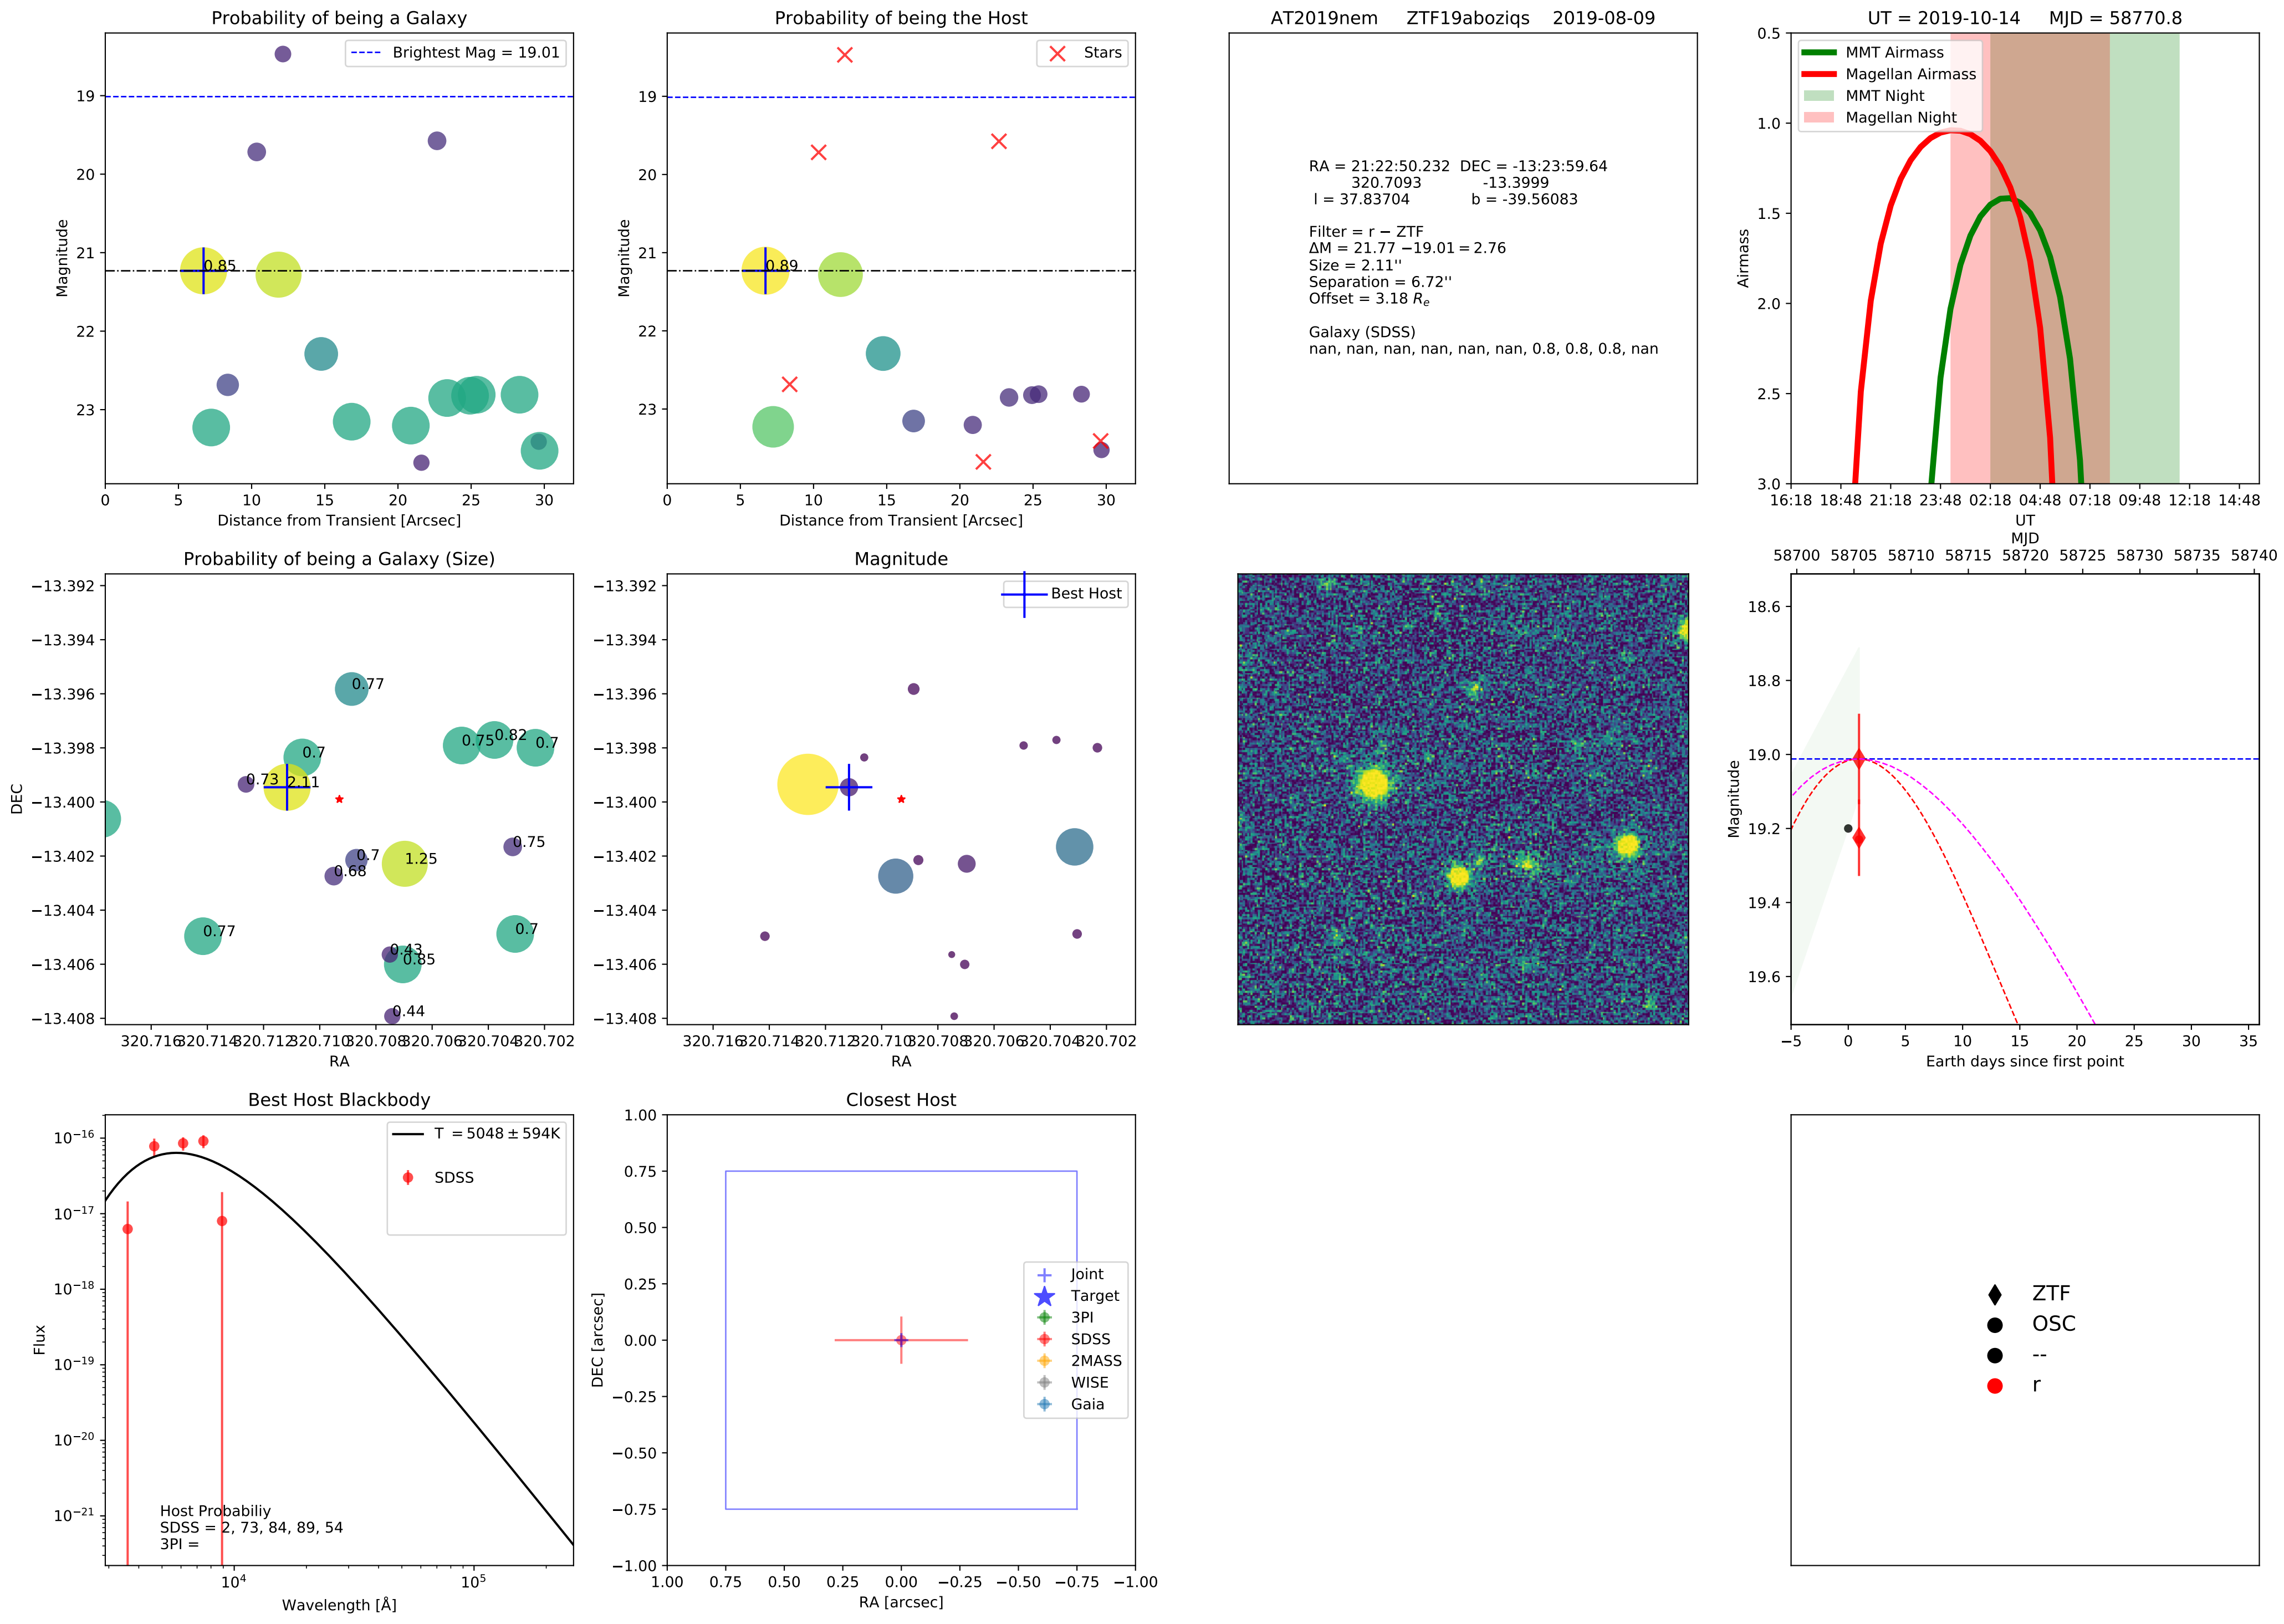 Probability of being a Galaxy
Brightest Mag = 19.01
0.85
19
20
21
22
23
Magnitude
0 5 10 15 20 25 30
Distance from Transient [Arcsec]
Probability of being the Host
Stars
0.89
19
20
21
22
23
Magnitude
0 5 10 15 20 25 30
Distance from Transient [Arcsec]
AT2019nem ZTF19aboziqs 2019-08-09
RA = 21:22:50.232 DEC = -13:23:59.64
320.7093 -13.3999
l = 37.83704 b = -39.56083
Filter = r − ZTF
ΔM = 21.77 −19.01 = 2.76
Size = 2.11''
Separation = 6.72''
Offset = 3.18 Re
Galaxy (SDSS)
nan, nan, nan, nan, nan, nan, 0.8, 0.8, 0.8, nan
UT = 2019-10-14 MJD = 58770.8
MMT Airmass
Magellan Airmass
MMT Night
Magellan Night
0.5
1.0
1.5
2.0
2.5
3.0
Airmass
16:18 18:48 21:18 23:48 02:18 04:48 07:18 09:48 12:18 14:48
UT
Probability of being a Galaxy (Size)
−13.392
−13.394
−13.396
−13.398
−13.400
−13.402
−13.404
−13.406
−13.408
DEC
0.77
0.75 0.82 0.7
0.7
0.73 2.11
0.7 1.25 0.75
0.68
0.77 0.7
0.43
0.85
0.44
320.716 320.714 320.712 320.710 320.708 320.706 320.704 320.702
RA
Magnitude
Best Host
−13.392
−13.394
−13.396
−13.398
−13.400
−13.402
−13.404
−13.406
−13.408
320.716 320.714 320.712 320.710 320.708 320.706 320.704 320.702
RA
MJD
58700 58705 58710 58715 58720 58725 58730 58735 58740
18.6
18.8
19.0
19.2
19.4
19.6
Magnitude
−5 0 5 10 15 20 25 30 35
Earth days since first point
Best Host Blackbody
T = 5048 ± 594K
SDSS
10−16
10−17
10−18
10−19
10−20
10−21
Flux
Host Probabiliy
SDSS = 2, 73, 84, 89, 54
3PI =
10⁴ 10⁵
Wavelength [Å]
Closest Host
1.00
0.75
0.50
0.25
0.00
−0.25
−0.50
−0.75
−1.00
DEC [arcsec]
Joint
Target
3PI
SDSS
2MASS
WISE
Gaia
1.00 0.75 0.50 0.25 0.00 −0.25 −0.50 −0.75 −1.00
RA [arcsec]
ZTF
OSC
--
r